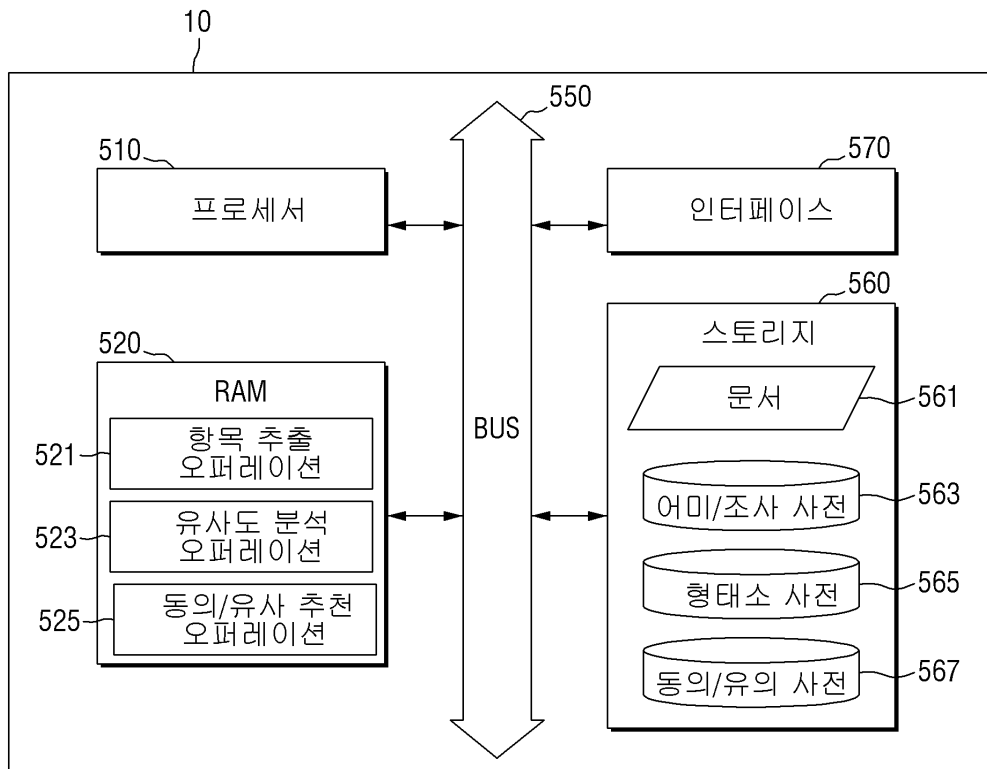 10
550
510
프로세서
570
인터페이스
560
스토리지
520
RAM
문서
561
BUS
521
항목 추출
오퍼레이션
어미/조사 사전
563
523
유사도 분석
오퍼레이션
형태소 사전
565
525
동의/유사 추천
오퍼레이션
동의/유의 사전
567